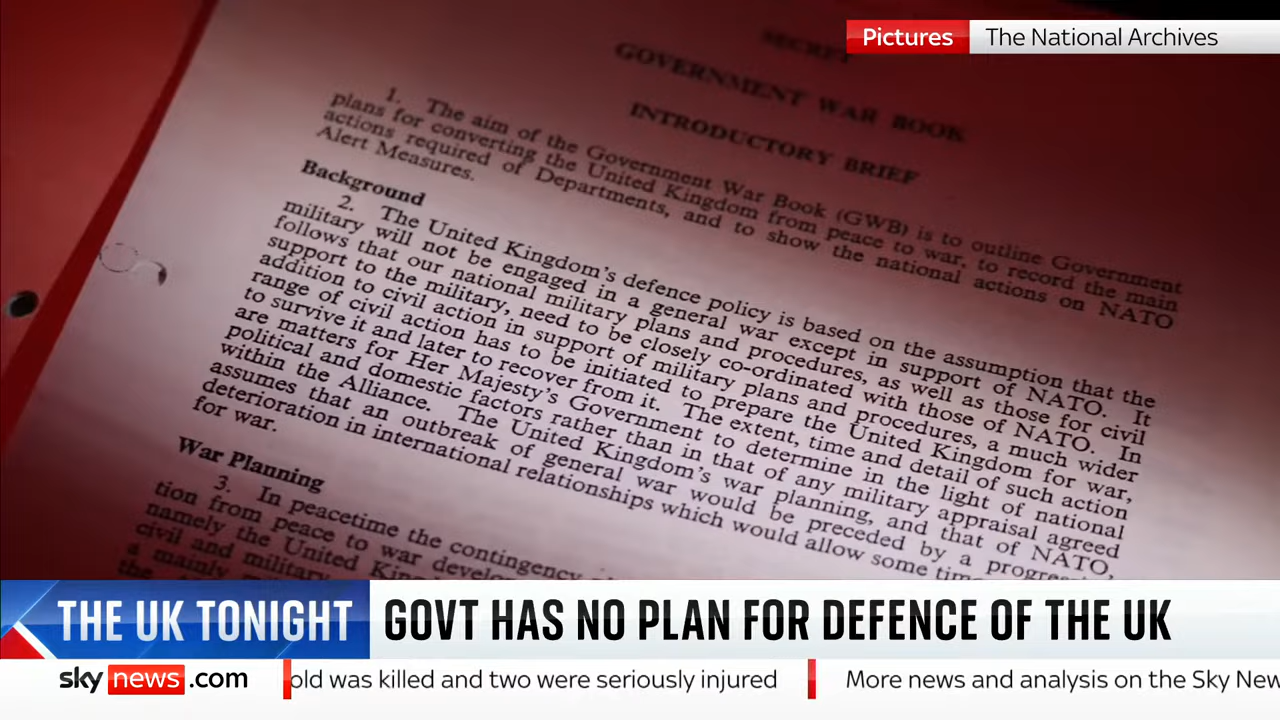 Pictures The National Archives
SECRET
GOVERNMENT WAR BOOK
INTRODUCTORY BRIEF
1. The aim of the Government War Book (GWB) is to outline Government
plans for converting the United Kingdom from peace to war, to record the main
actions required of Departments, and to show the national actions on NATO
Alert Measures.
Background
2. The United Kingdom's defence policy is based on the assumption that the
military will not be engaged in a general war except in support of NATO. It
follows that our national military plans and procedures, as well as those for civil
support to the military, need to be closely co-ordinated with those of NATO. In
addition to civil action in support of military plans and procedures, a much wider
range of civil action has to be initiated to prepare the United Kingdom for war,
to survive it and later to recover from it. The extent, time and detail of such action
are matters for Her Majesty's Government to determine in the light of national
political and domestic factors rather than in that of any military appraisal agreed
within the Alliance. The United Kingdom's war planning, and that of NATO,
assumes that an outbreak of general war would be preceded by a
deterioration in international relationships which would allow some
for war.
War Planning
3. In peacetime the contingency
tion from peace to war
namely the United
civil and military
a mainly
THE UK TONIGHT GOVT HAS NO PLAN FOR DEFENCE OF THE UK
sky news .com old was killed and two were seriously injured More news and analysis on the Sky New